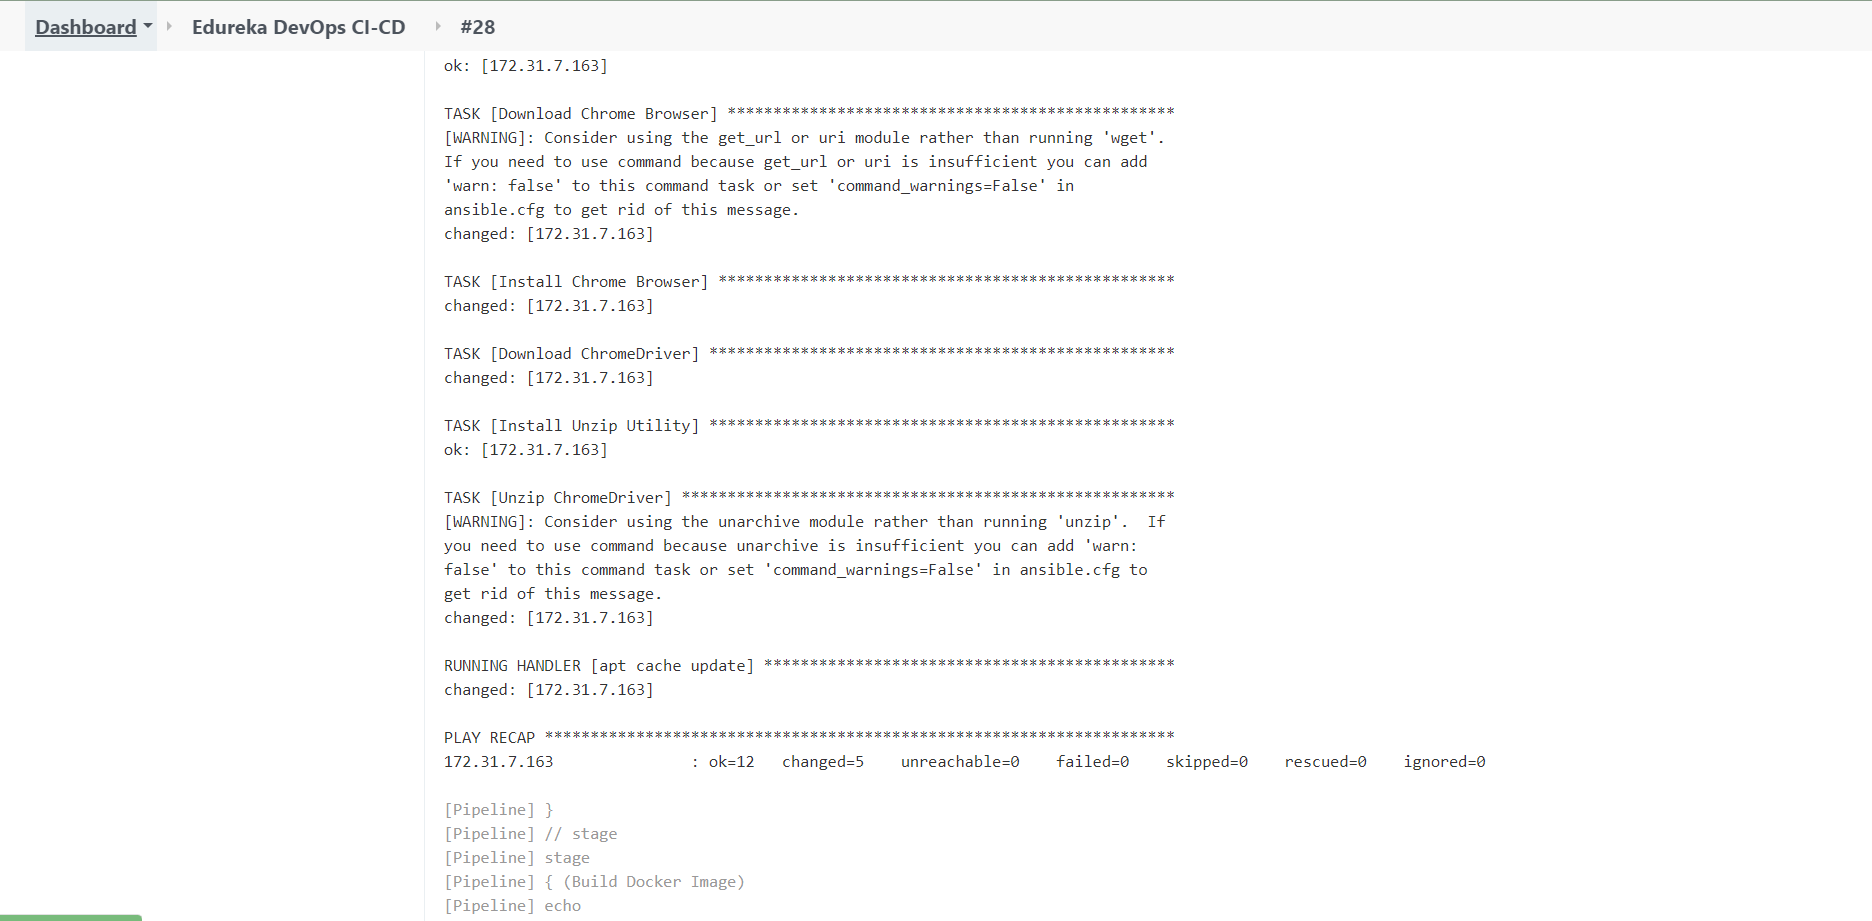 Dashboard Edureka DevOps CI-CD #28
ok: [172.31.7.163]
TASK [Download Chrome Browser] *************************************************
[WARNING]: Consider using the get_url or uri module rather than running 'wget'.
If you need to use command because get_url or uri is insufficient you can add
'warn: false' to this command task or set 'command_warnings=False' in
ansible.cfg to get rid of this message.
changed: [172.31.7.163]
TASK [Install Chrome Browser] **************************************************
changed: [172.31.7.163]
TASK [Download ChromeDriver] ***************************************************
changed: [172.31.7.163]
TASK [Install Unzip Utility] ***************************************************
ok: [172.31.7.163]
TASK [Unzip ChromeDriver] ******************************************************
[WARNING]: Consider using the unarchive module rather than running 'unzip'.  If
you need to use command because unarchive is insufficient you can add 'warn:
false' to this command task or set 'command_warnings=False' in ansible.cfg to
get rid of this message.
changed: [172.31.7.163]
RUNNING HANDLER [apt cache update] *********************************************
changed: [172.31.7.163]
PLAY RECAP *********************************************************************
172.31.7.163               : ok=12   changed=5    unreachable=0    failed=0    skipped=0    rescued=0    ignored=0
[Pipeline] }
[Pipeline] // stage
[Pipeline] stage
[Pipeline] { (Build Docker Image)
[Pipeline] echo